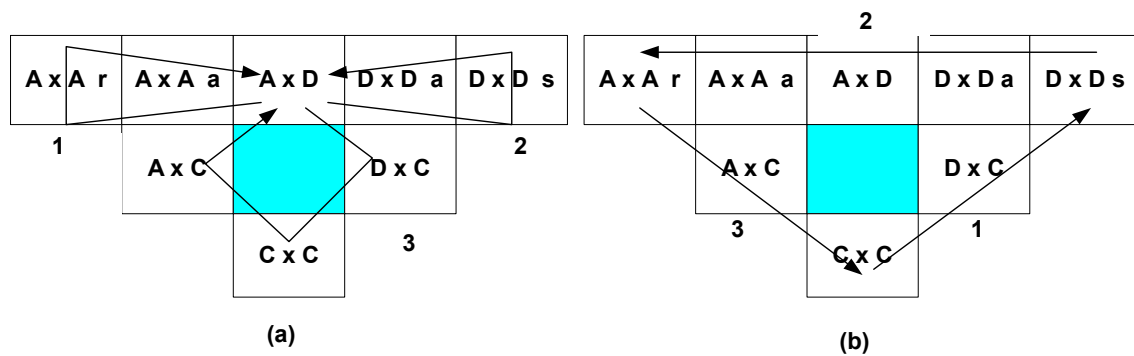 2
A x A r A x A a A x D D x D a D x D s A x A r A x A a A x D D x D a D x D s
1 2
A x C D x C A x C D x C
3 3 1
C x C C x C
(a) (b)